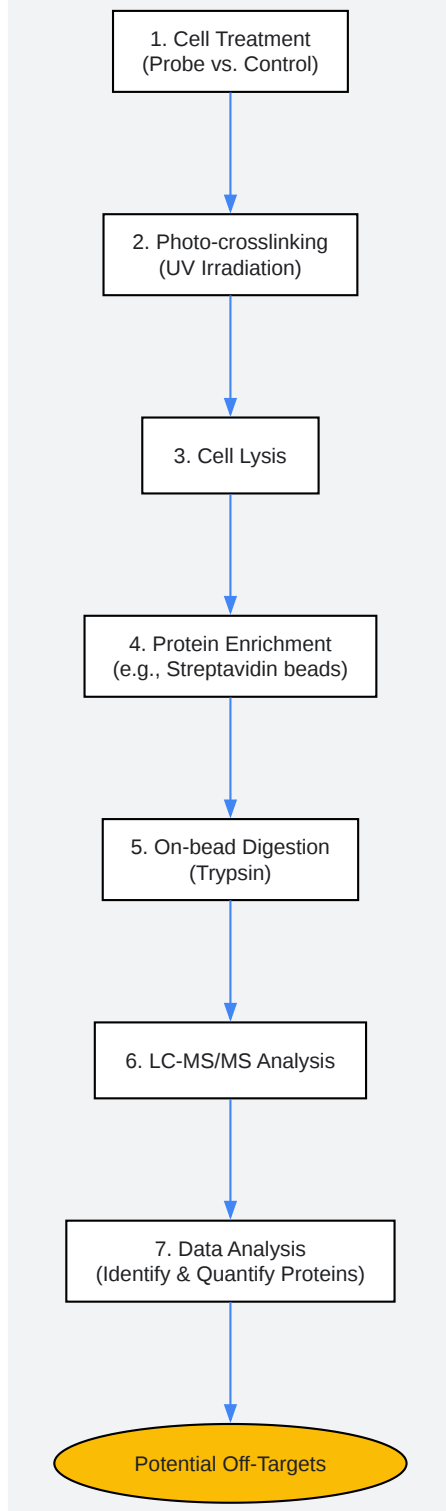 1. Cell Treatment
(Probe vs. Control)
2. Photo-crosslinking
(UV Irradiation)
3. Cell Lysis
4. Protein Enrichment
(e.g., Streptavidin beads)
5. On-bead Digestion
(Trypsin)
6. LC-MS/MS Analysis
7. Data Analysis
(Identify & Quantify Proteins)
Potential Off-Targets